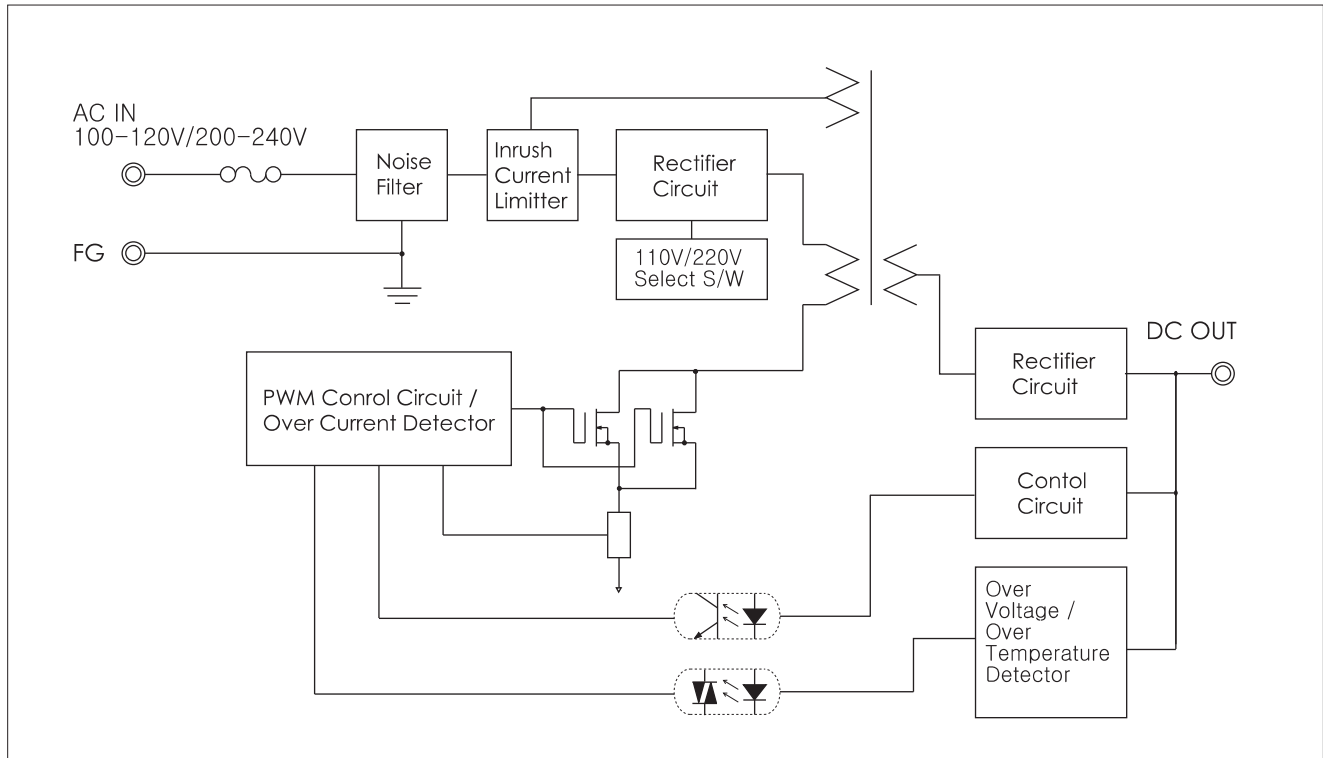 AC IN
100-120V/200-240V
Noise
Filter
Inrush
Current
Limitter
Rectifier
Circuit
FG
110V/220V
Select S/W
DC OUT
Rectifier
Circuit
PWM Conrol Circuit /
Over Current Detector
Contol
Circuit
Over
Voltage /
Over
Temperature
Detector